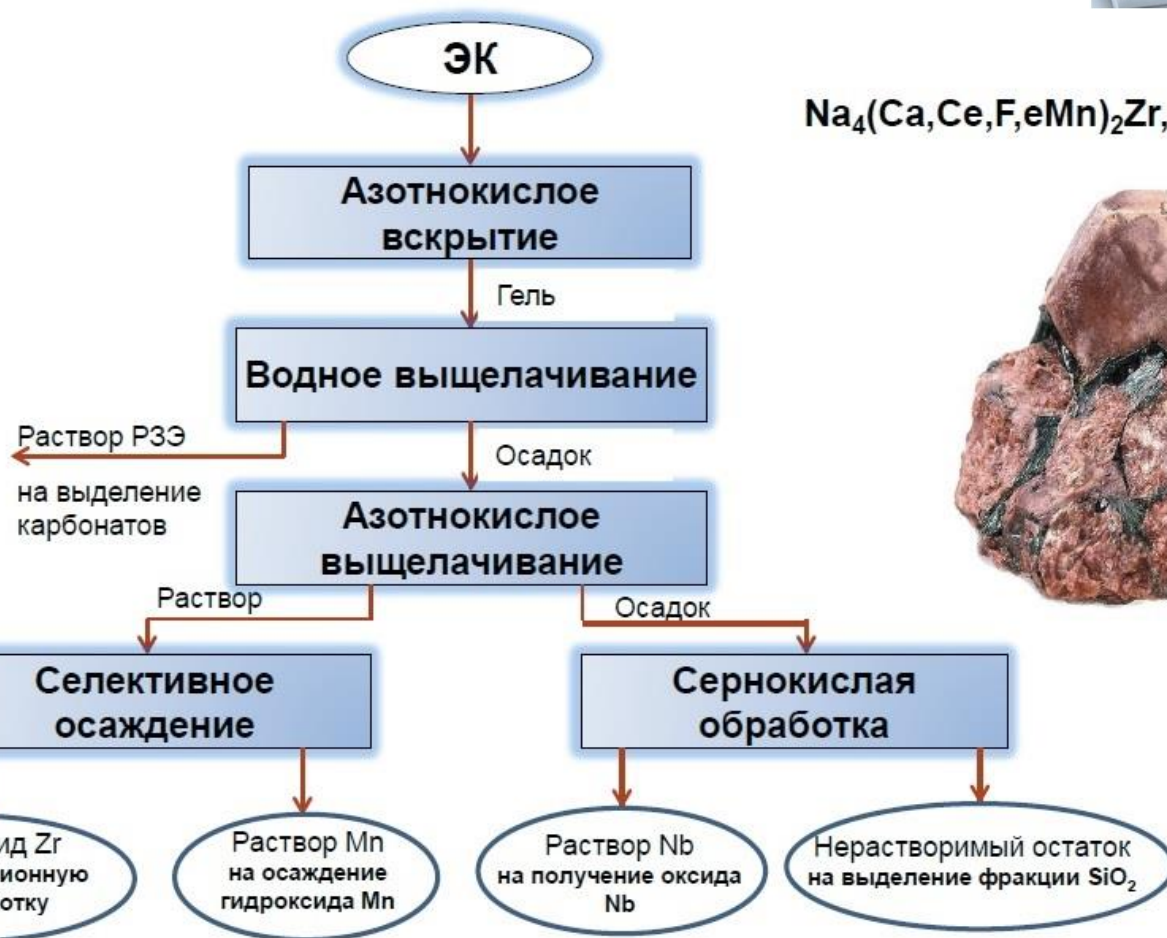 ЭК
Na₄(Ca,Ce,F,eMn)₂Zr,
Азотнокислое
вскрытие
Гель
Водное выщелачивание
Раствор РЗЭ
на выделение
карбонатов
Осадок
Азотнокислое
выщелачивание
Раствор
Осадок
Селективное
осаждение
Сернокислая
обработка
Zr
Раствор Mn
на осаждение
гидроксида Mn
Раствор Nb
на получение оксида
Nb
Нерастворимый остаток
на выделение фракции SiO₂